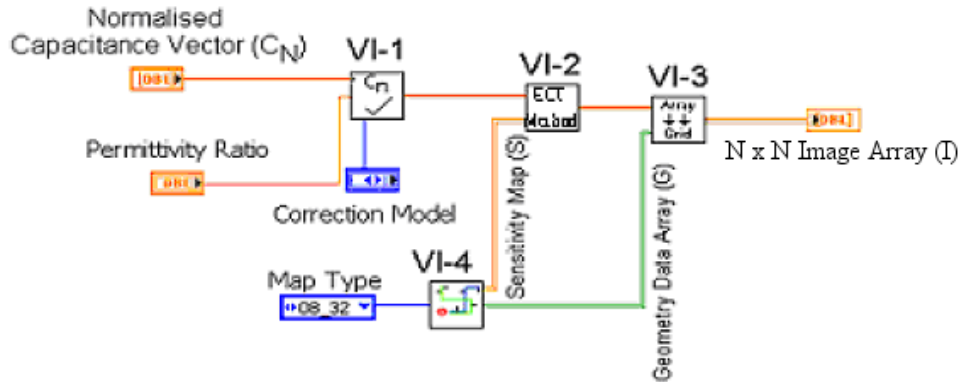 Normalised
Capacitance Vector (C_N)
VI-1
VI-2
VI-3
[DBL]
Cn
ECT
Method
Array
Grid
[DBL]
N x N Image Array (I)
Permittivity Ratio
DBL
Correction Model
Sensitivity Map (S)
Geometry Data Array (G)
VI-4
Map Type
08_32